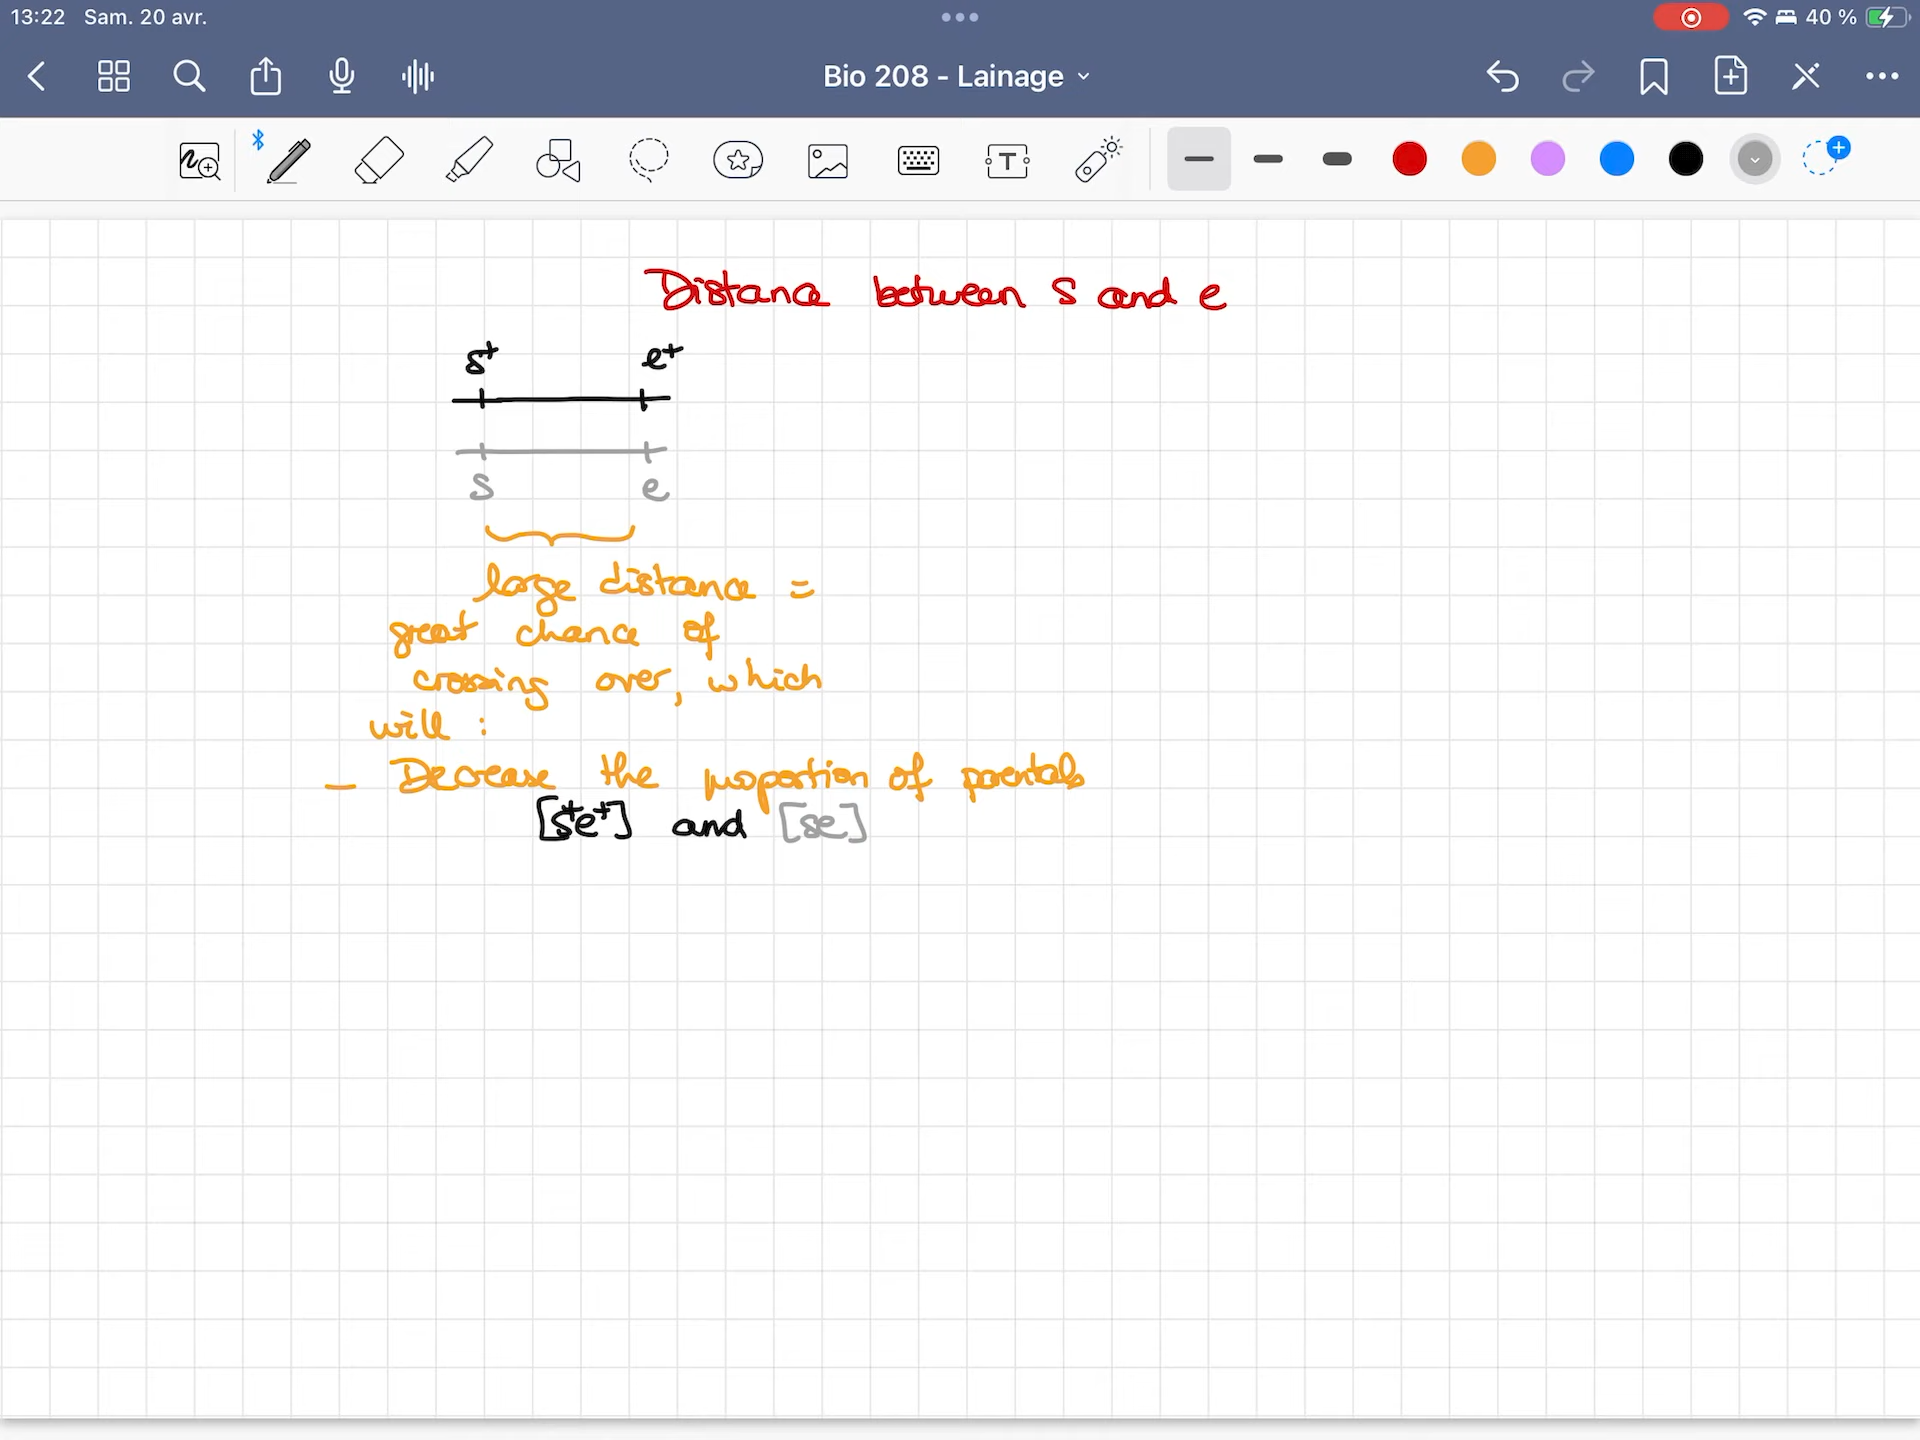 13:22 Sam. 20 avr.
40 %
Bio 208 - Lainage
T
Distance between s and e
s+ e+
s e
large distance =
great chance of
crossing over, which
will :
- Decrease the proportion of parentals
[s+e+] and [se]